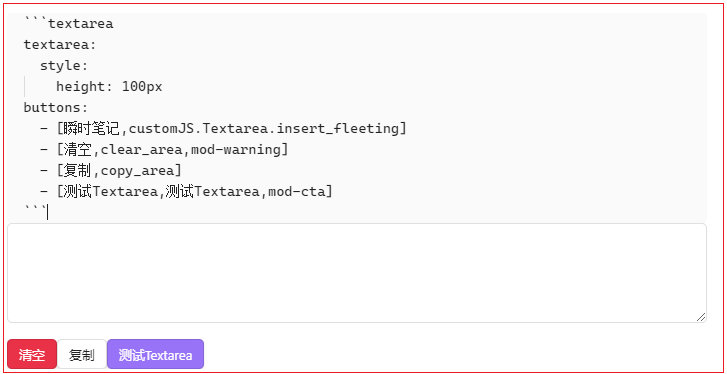 ```textarea
textarea:
  style:
    height: 100px
buttons:
  - [瞬时笔记,customJS.Textarea.insert_fleeting]
  - [清空,clear_area,mod-warning]
  - [复制,copy_area]
  - [测试Textarea,测试Textarea,mod-cta]
```
清空 复制 测试Textarea